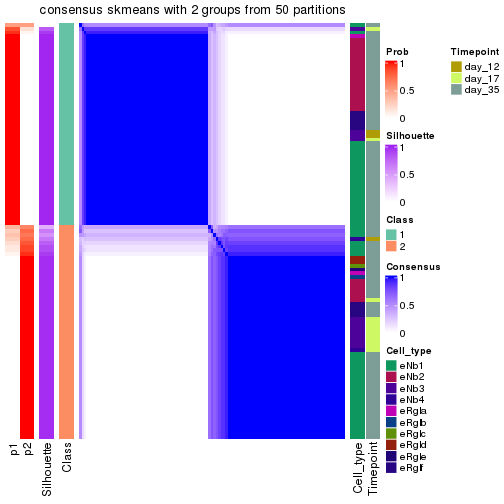 consensus skmeans with 2 groups from 50 partitions
Prob
1
0.5
0
Silhouette
1
0.5
0
Class
1
2
Consensus
1
0.5
0
Cell_type
eNb1
eNb2
eNb3
eNb4
eRgla
eRglb
eRglc
eRgld
eRgle
eRglf
Timepoint
day_12
day_17
day_35
p1
p2
Silhouette
Class
Cell_type
Timepoint